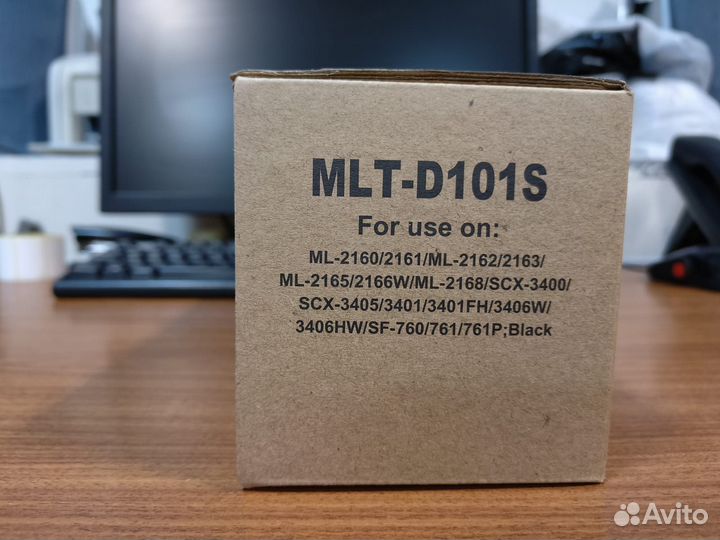 MLT-D101S
For use on:
ML-2160/2161/ML-2162/2163/
ML-2165/2166W/ML-2168/SCX-3400/
SCX-3405/3401/3401FH/3406W/
3406HW/SF-760/761/761P;Black
Avito